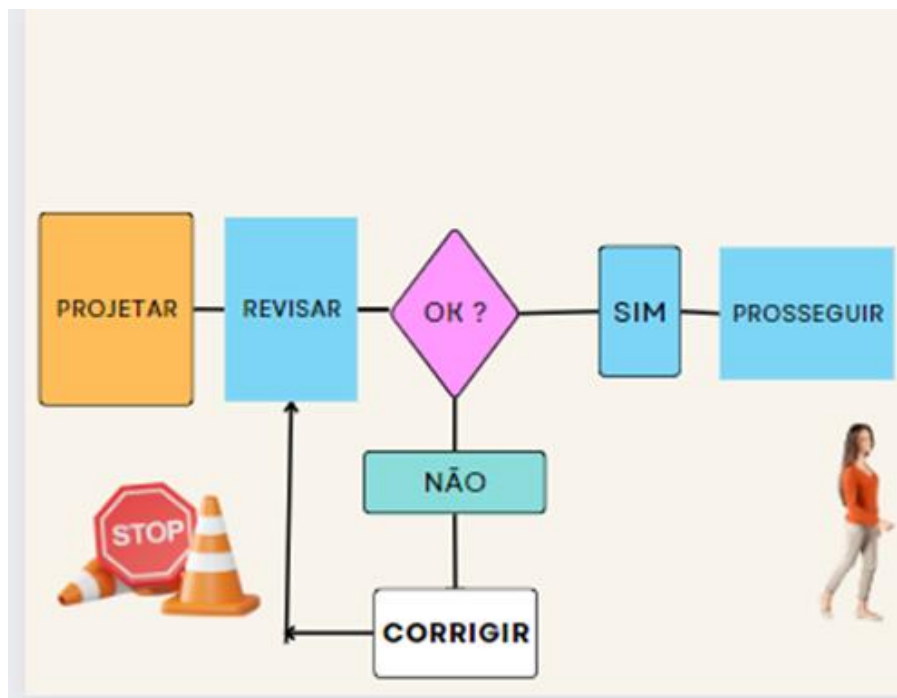 PROJETAR
REVISAR
OK ?
SIM
PROSSEGUIR
NÃO
STOP
CORRIGIR